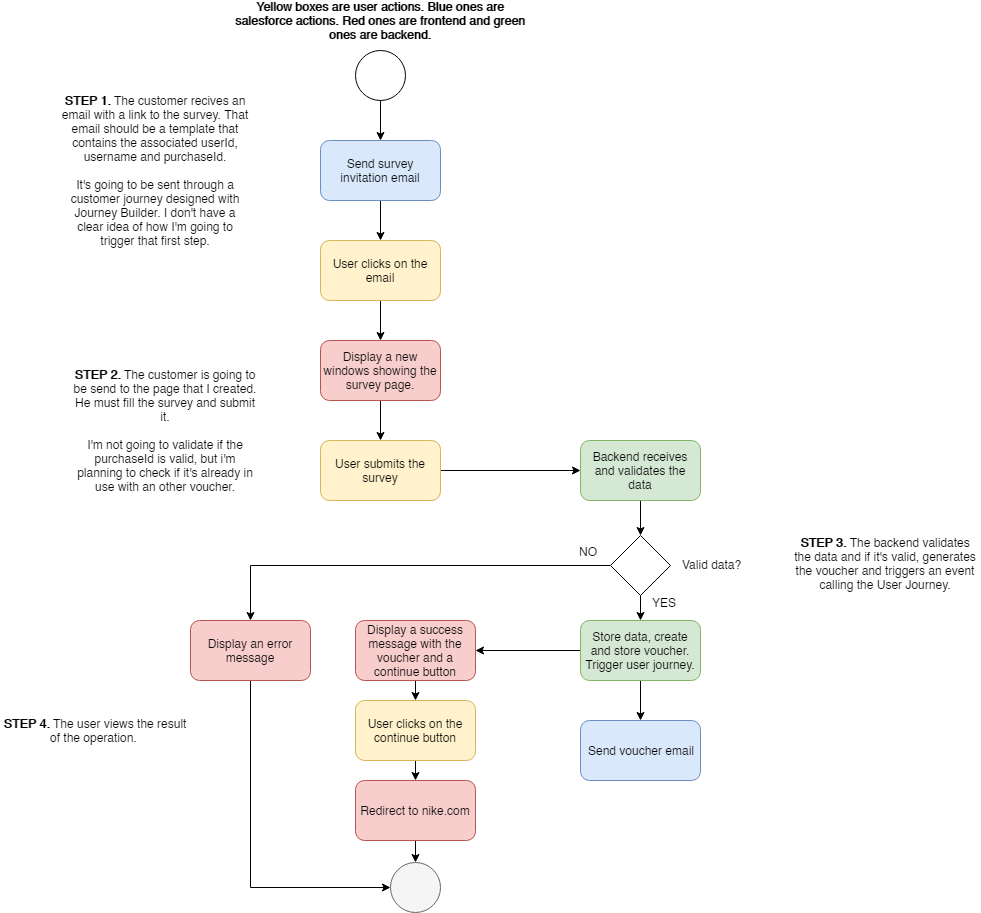 Yellow boxes are user actions. Blue ones are
salesforce actions. Red ones are frontend and green
ones are backend.
STEP 1. The customer recives an
email with a link to the survey. That
email should be a template that
contains the associated userId,
username and purchaseId.
It's going to be sent through a
customer journey designed with
Journey Builder. I don't have a
clear idea of how I'm going to
trigger that first step.
Send survey
invitation email
User clicks on the
email
Display a new
windows showing the
survey page.
STEP 2. The customer is going to
be send to the page that I created.
He must fill the survey and submit
it.
I'm not going to validate if the
purchaseId is valid, but i'm
planning to check if it's already in
use with an other voucher.
User submits the
survey
Backend receives
and validates the
data
NO
Valid data?
YES
STEP 3. The backend validates
the data and if it's valid, generates
the voucher and triggers an event
calling the User Journey.
Display an error
message
Display a success
message with the
voucher and a
continue button
Store data, create
and store voucher.
Trigger user journey.
STEP 4. The user views the result
of the operation.
User clicks on the
continue button
Send voucher email
Redirect to nike.com